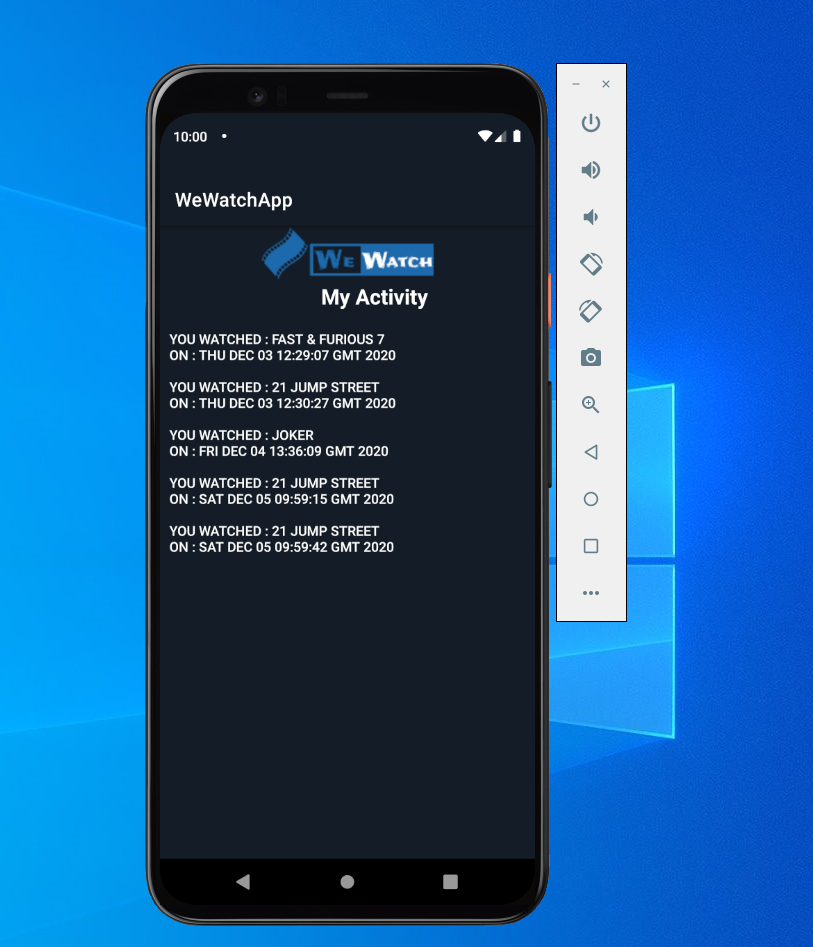 10:00
WeWatchApp
WE WATCH
My Activity
YOU WATCHED : FAST & FURIOUS 7
ON : THU DEC 03 12:29:07 GMT 2020
YOU WATCHED : 21 JUMP STREET
ON : THU DEC 03 12:30:27 GMT 2020
YOU WATCHED : JOKER
ON : FRI DEC 04 13:36:09 GMT 2020
YOU WATCHED : 21 JUMP STREET
ON : SAT DEC 05 09:59:15 GMT 2020
YOU WATCHED : 21 JUMP STREET
ON : SAT DEC 05 09:59:42 GMT 2020